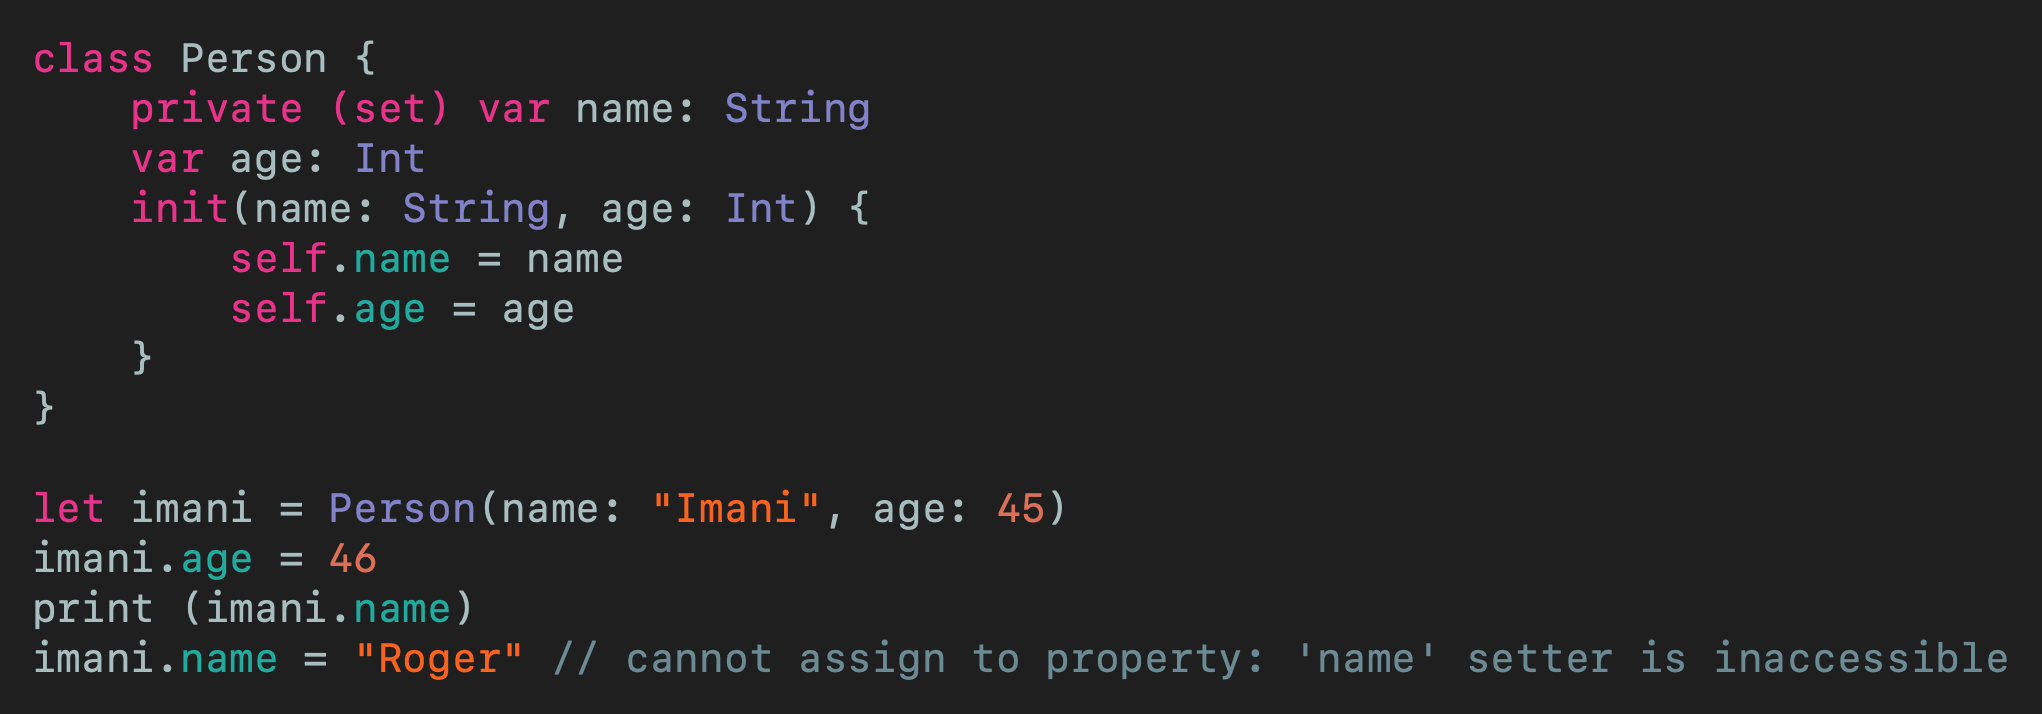 class Person {
    private (set) var name: String
    var age: Int
    init(name: String, age: Int) {
        self.name = name
        self.age = age
    }
}

let imani = Person(name: "Imani", age: 45)
imani.age = 46
print (imani.name)
imani.name = "Roger" // cannot assign to property: 'name' setter is inaccessible